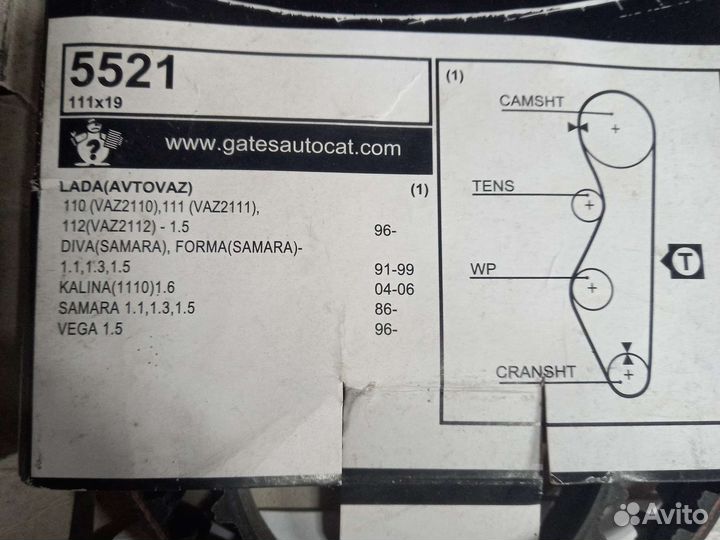 5521
111x19
www.gatesautocat.com
LADA(AVTOVAZ) (1)
110 (VAZ2110),111 (VAZ2111),
112(VAZ2112) - 1.5 96-
DIVA(SAMARA), FORMA(SAMARA)-
1.1,1.3,1.5 91-99
KALINA(1110)1.6 04-06
SAMARA 1.1,1.3,1.5 86-
VEGA 1.5 96-
(1)
CAMSHT
TENS
WP
T
CRANSHT
Avito